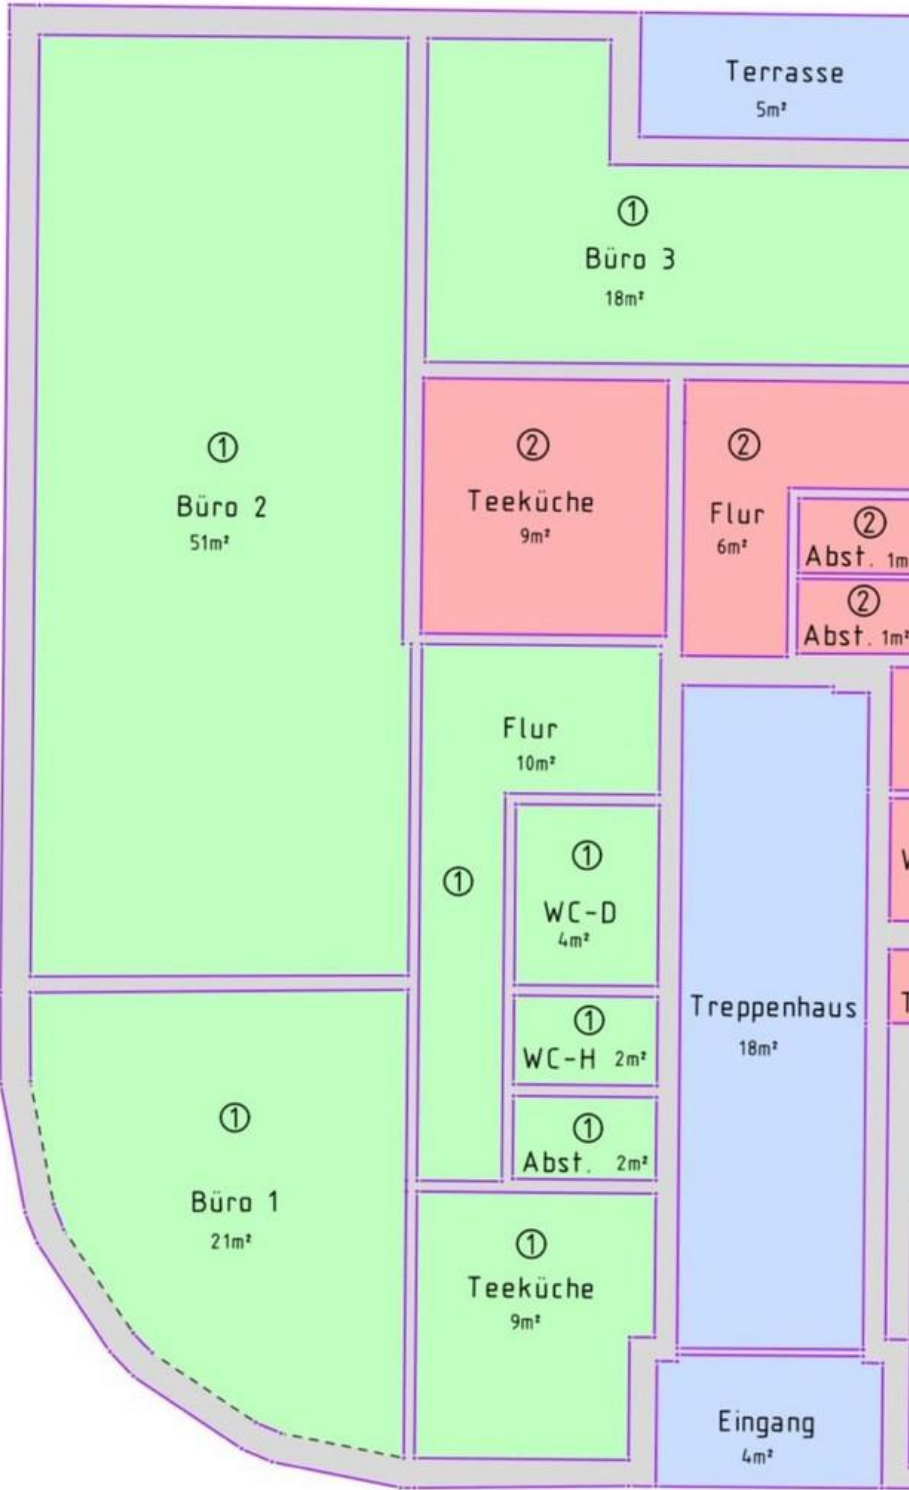 Terrasse
5m²
①
Büro 3
18m²
①
Büro 2
51m²
②
Teeküche
9m²
②
Flur
6m²
②
Abst. 1m
②
Abst. 1m²
Flur
10m²
①
①
WC-D
4m²
①
WC-H 2m²
①
Abst. 2m²
Treppenhaus
18m²
①
Büro 1
21m²
①
Teeküche
9m²
Eingang
4m²